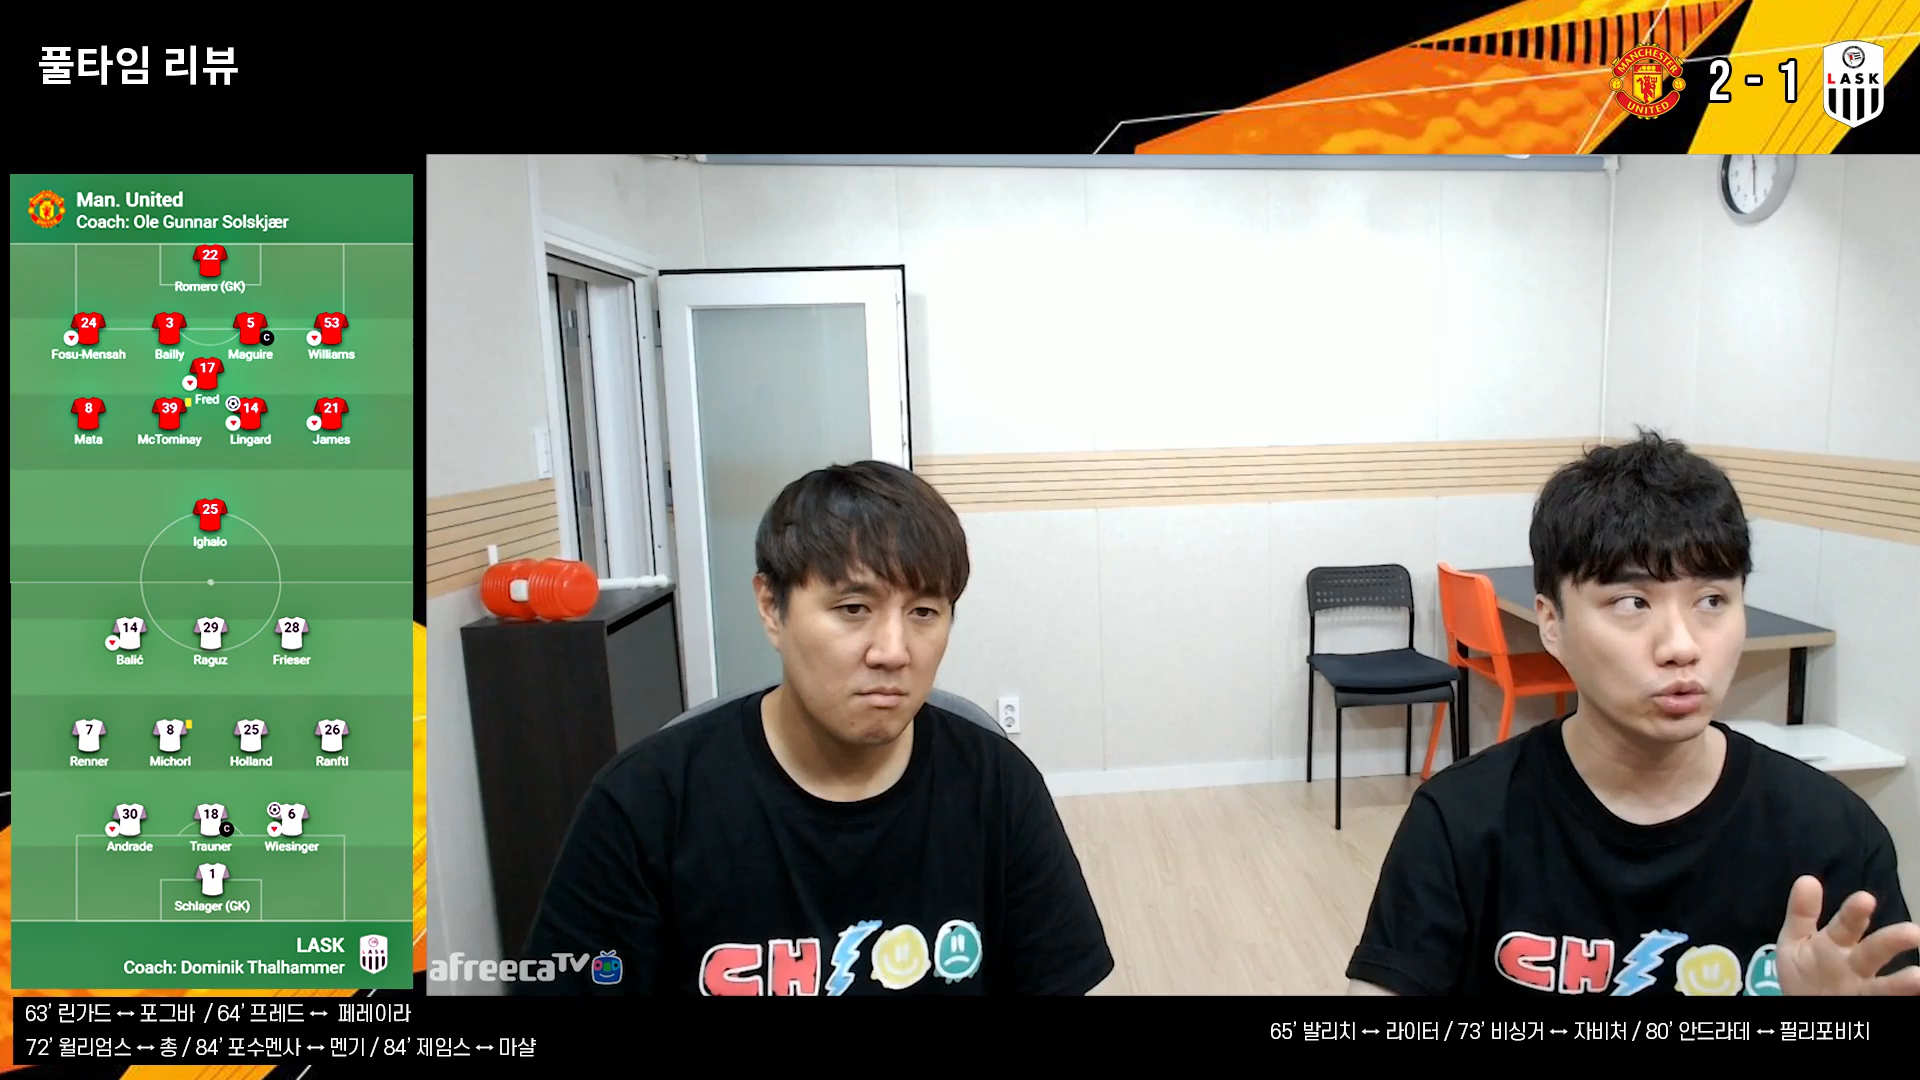 풀타임 리뷰
MANCHESTER
UNITED
2 - 1
LASK
Man. United
Coach: Ole Gunnar Solskjær
22
Romero (GK)
24 3 5 53
C
Fosu-Mensah Bailly Maguire Williams
17
Fred
8 39 14 21
Mata McTominay Lingard James
25
Ighalo
14 29 28
Balić Raguz Frieser
7 8 25 26
Renner Michorl Holland Ranftl
30 18 6
C
Andrade Trauner Wiesinger
1
Schlager (GK)
LASK
Coach: Dominik Thalhammer
LASK
afreecaTV
CH
CH
63’ 린가드 ↔ 포그바 / 64’ 프레드 ↔ 페레이라
72’ 윌리엄스 ↔ 총 / 84’ 포수멘사 ↔ 멘기 / 84’ 제임스 ↔ 마샬
65’ 발리치 ↔ 라이터 / 73’ 비싱거 ↔ 자비처 / 80’ 안드라데 ↔ 필리포비치